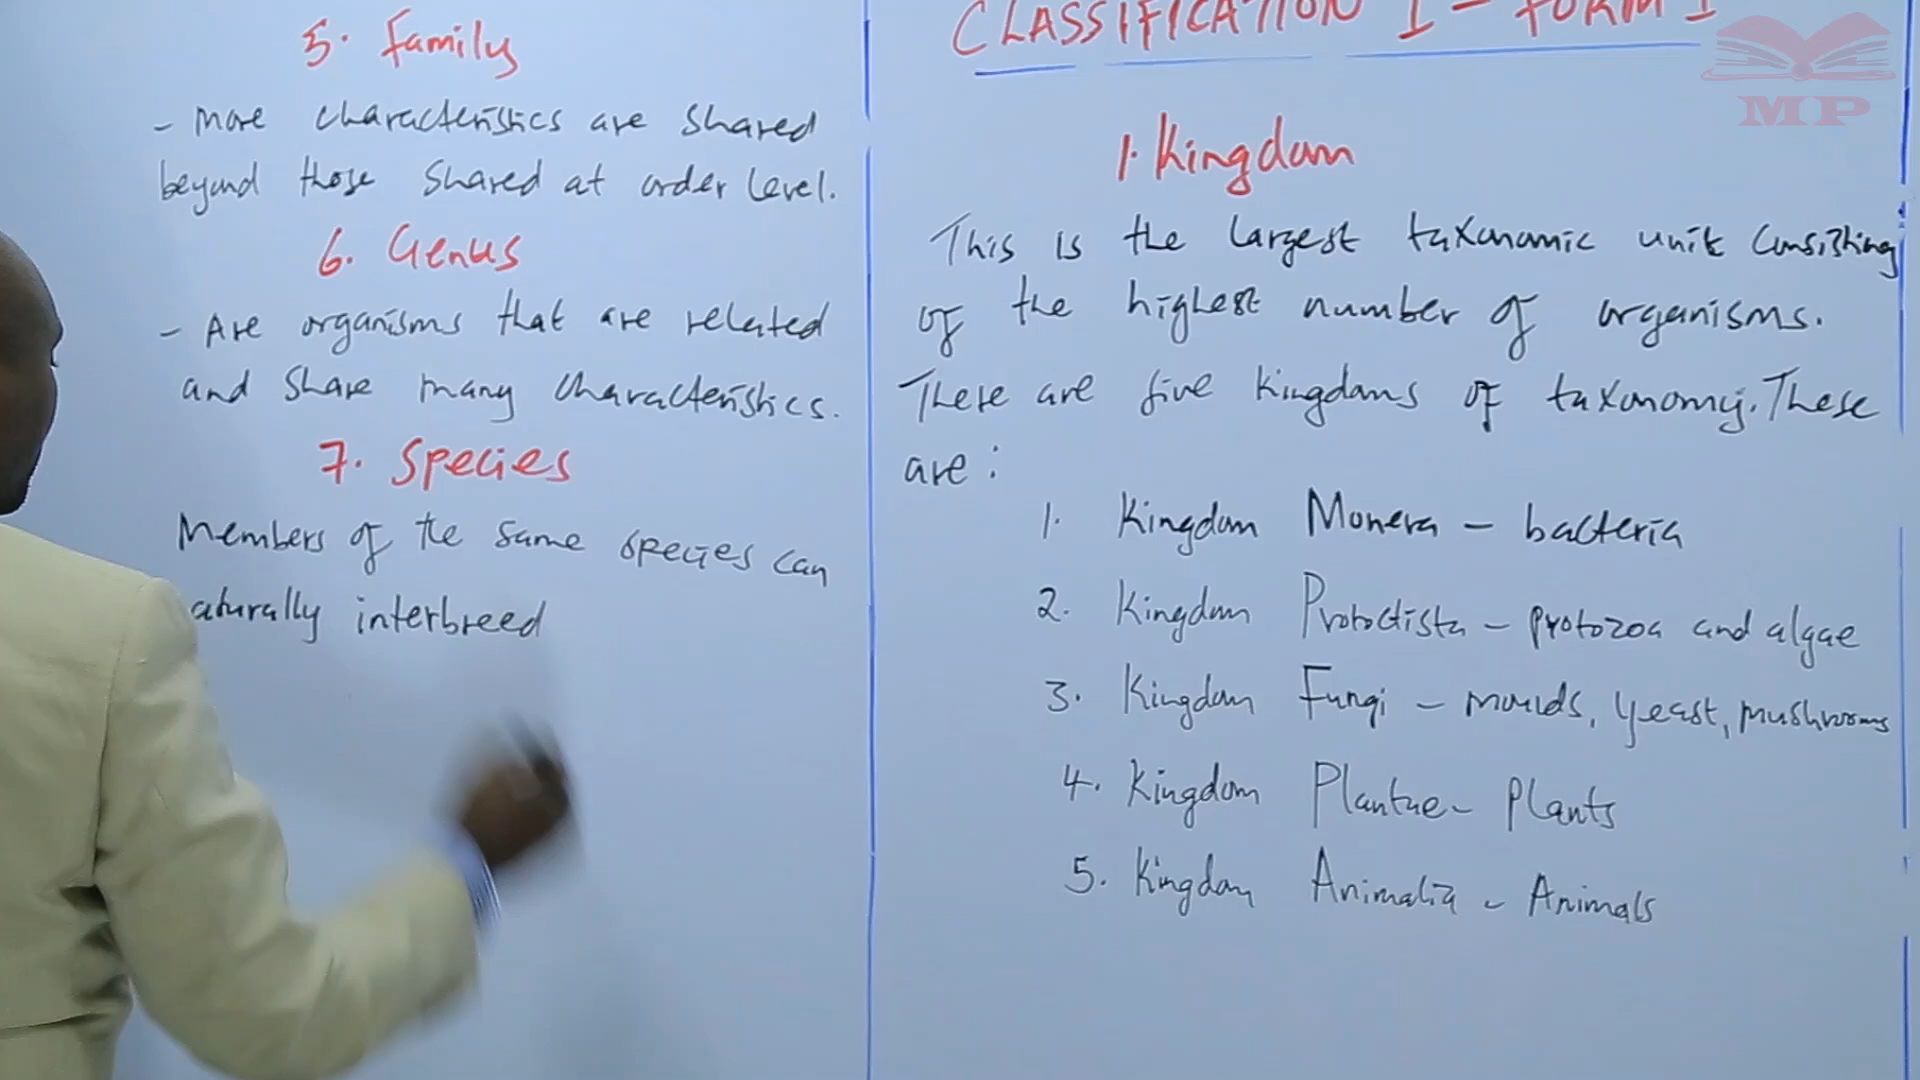 5. Family
- More characteristics are shared
beyond those shared at order level.
6. Genus
- Are organisms that are related
and share many characteristics.
7. Species
Members of the same species can
aturally interbreed
CLASSIFICATION I - FORM I
1. Kingdom
This is the largest taxonomic unit consisting
of the highest number of organisms.
There are five kingdoms of taxonomy. These
are:
1. Kingdom Monera - bacteria
2. Kingdom Protoctista - protozoa and algae
3. Kingdom Fungi - moulds, yeast, mushrooms
4. Kingdom Plantae - Plants
5. Kingdom Animalia - Animals
MP